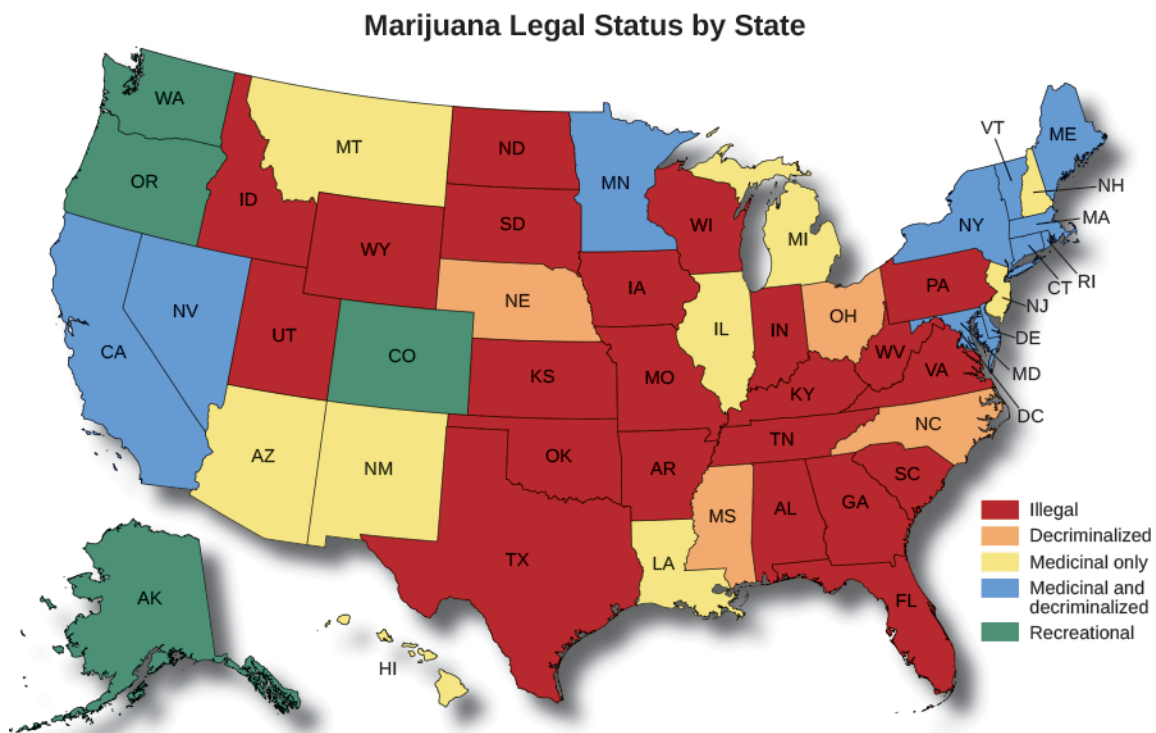 Marijuana Legal Status by State
WA
MT
ND
VT
ME
OR
MN
ID
SD
WI
NH
NY
MA
WY
MI
RI
CT
IA
PA
NE
NJ
NV
OH
UT
IL
IN
DE
CA
CO
WV
MD
KS
MO
VA
KY
DC
NC
TN
AZ
NM
OK
AR
SC
MS
AL
GA
TX
LA
AK
FL
HI
Illegal
Decriminalized
Medicinal only
Medicinal and
decriminalized
Recreational